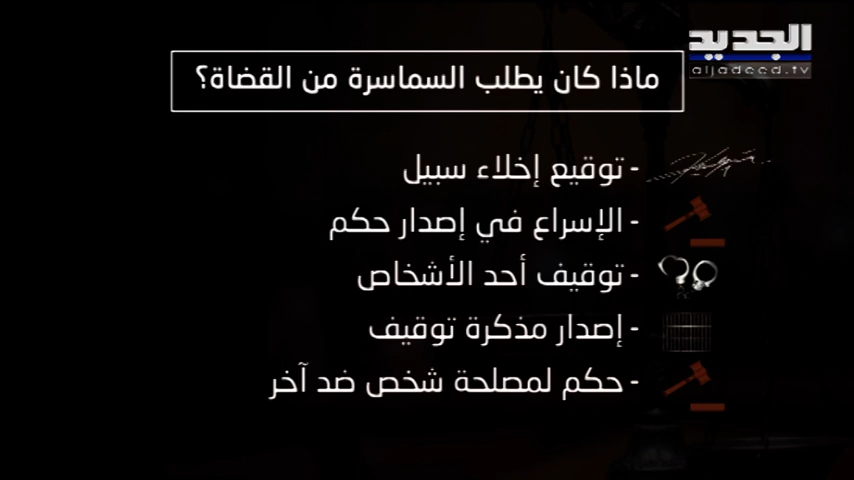 الجديد
aljadeed.tv
ماذا كان يطلب السماسرة من القضاة؟
- توقيع إخلاء سبيل
- الإسراع في إصدار حكم
- توقيف أحد الأشخاص
- إصدار مذكرة توقيف
- حكم لمصلحة شخص ضد آخر